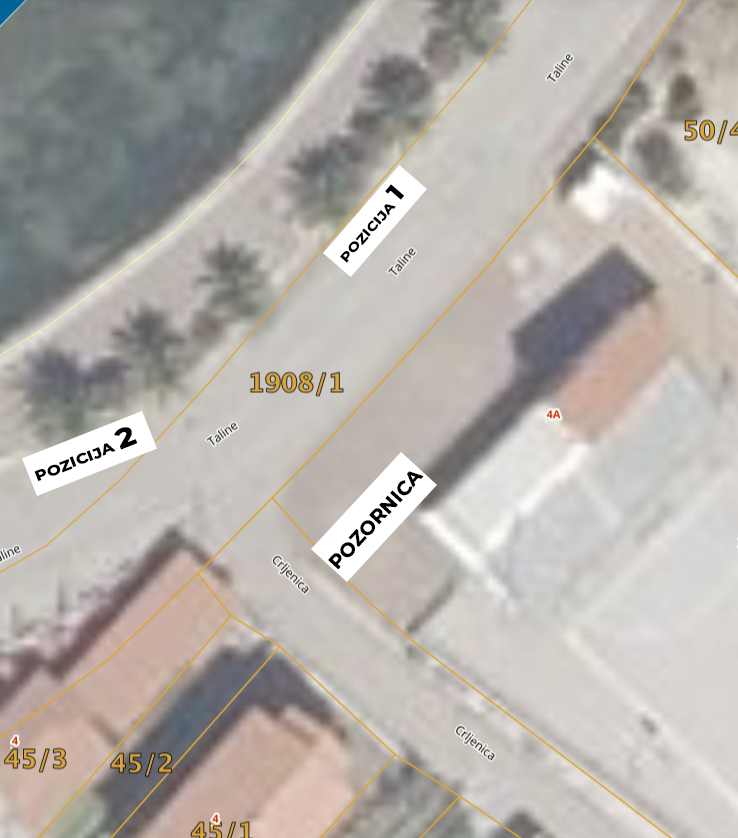 Taline
50/4
POZICIJA 1
Taline
1908/1
4A
Taline
POZICIJA 2
POZORNICA
line
Crljenica
Crljenica
4
45/3
45/2
4
45/1